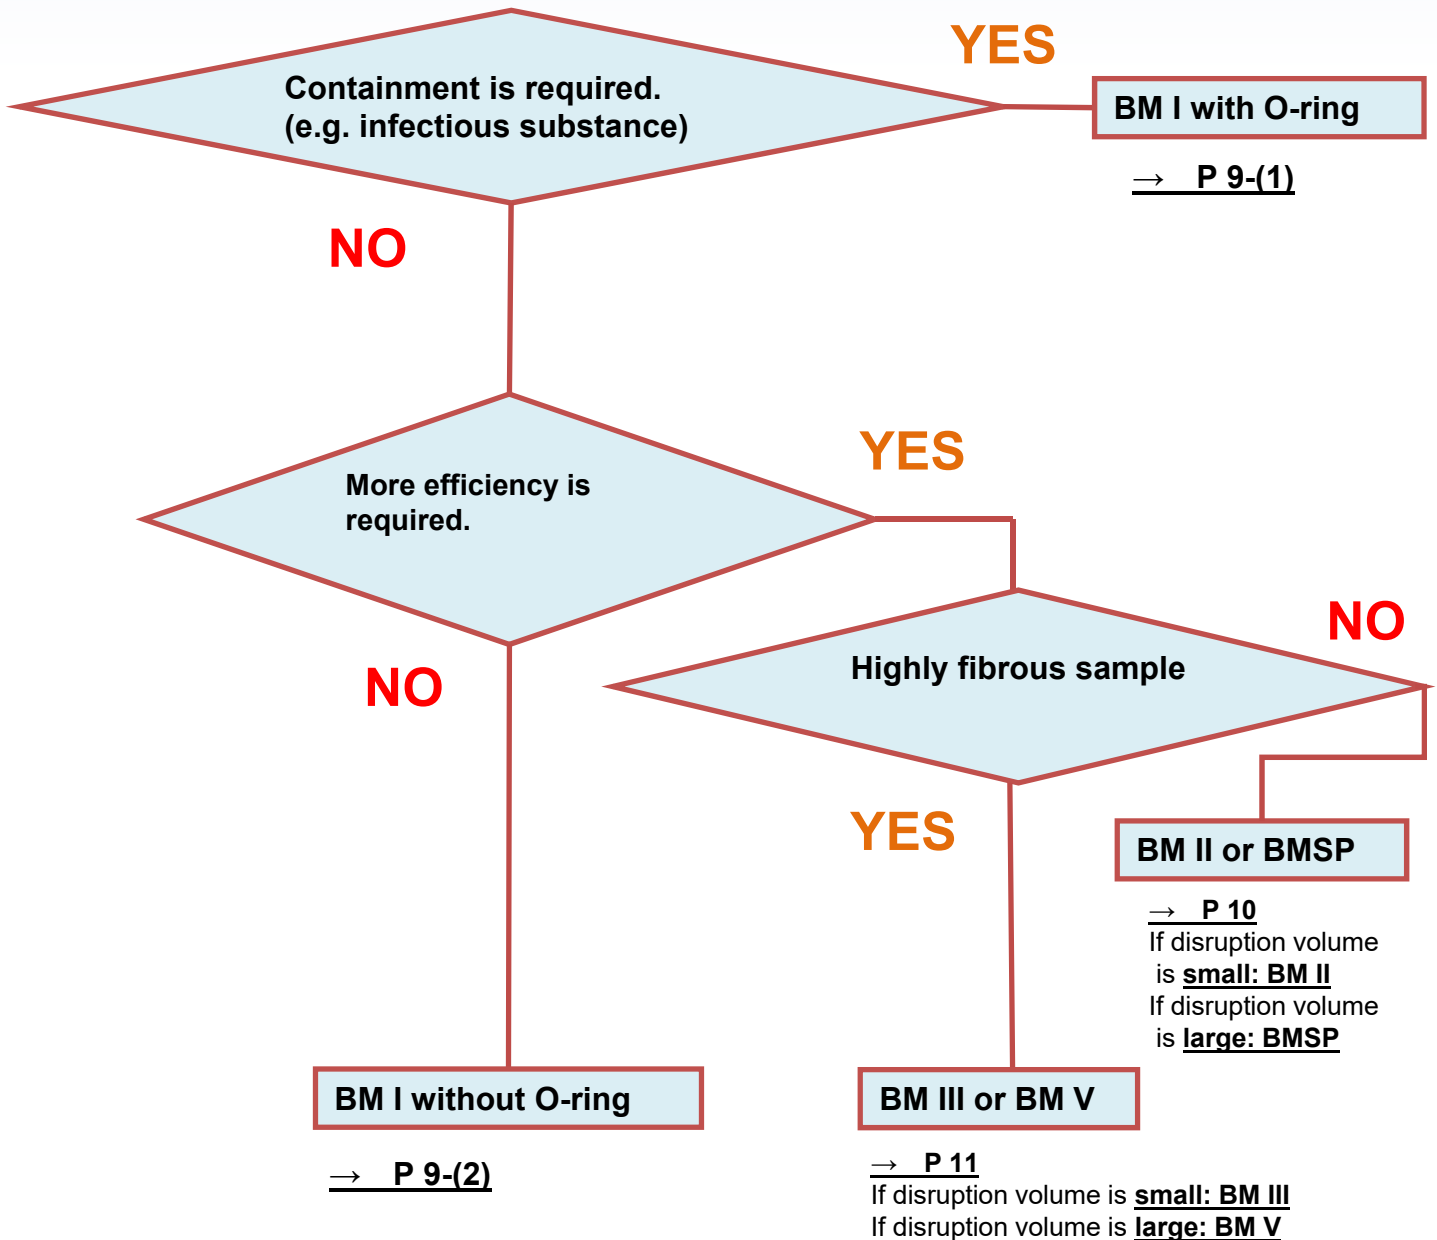 YES
Containment is required.
(e.g. infectious substance)
BM I with O-ring
→ P 9-(1)
NO
YES
More efficiency is
required.
NO
NO
Highly fibrous sample
YES
BM II or BMSP
→ P 10
If disruption volume
is small: BM II
If disruption volume
is large: BMSP
BM I without O-ring
→ P 9-(2)
BM III or BM V
→ P 11
If disruption volume is small: BM III
If disruption volume is large: BM V